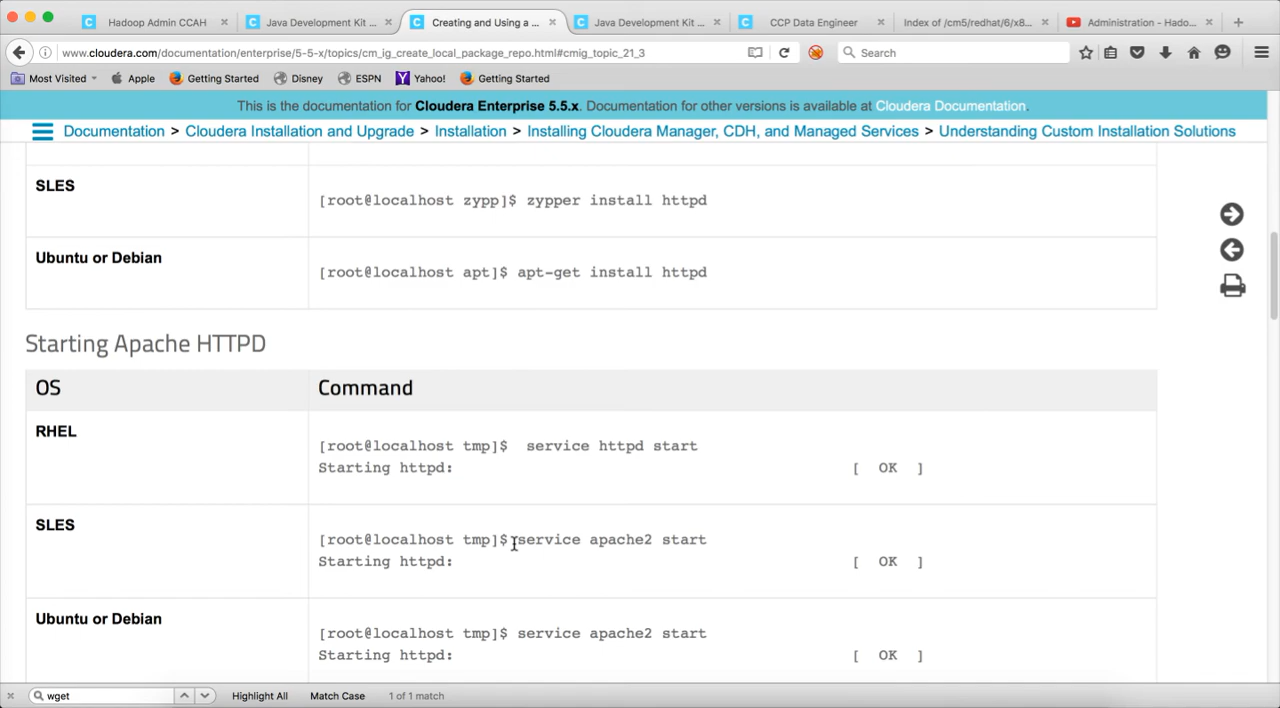 Hadoop Admin CCAH
Java Development Kit ...
Creating and Using a ...
Java Development Kit ...
CCP Data Engineer
Index of /cm5/redhat/6/x8...
Administration - Hado...
www.cloudera.com/documentation/enterprise/5-5-x/topics/cm_ig_create_local_package_repo.html#cmig_topic_21_3
Search
Most Visited Apple Getting Started Disney ESPN Yahoo! Getting Started
This is the documentation for Cloudera Enterprise 5.5.x. Documentation for other versions is available at Cloudera Documentation.
Documentation > Cloudera Installation and Upgrade > Installation > Installing Cloudera Manager, CDH, and Managed Services > Understanding Custom Installation Solutions
SLES
[root@localhost zypp]$ zypper install httpd
Ubuntu or Debian
[root@localhost apt]$ apt-get install httpd
Starting Apache HTTPD
OS Command
RHEL
[root@localhost tmp]$  service httpd start
Starting httpd: [ OK ]
SLES
[root@localhost tmp]$ service apache2 start
Starting httpd: [ OK ]
Ubuntu or Debian
[root@localhost tmp]$ service apache2 start
Starting httpd: [ OK ]
wget Highlight All Match Case 1 of 1 match